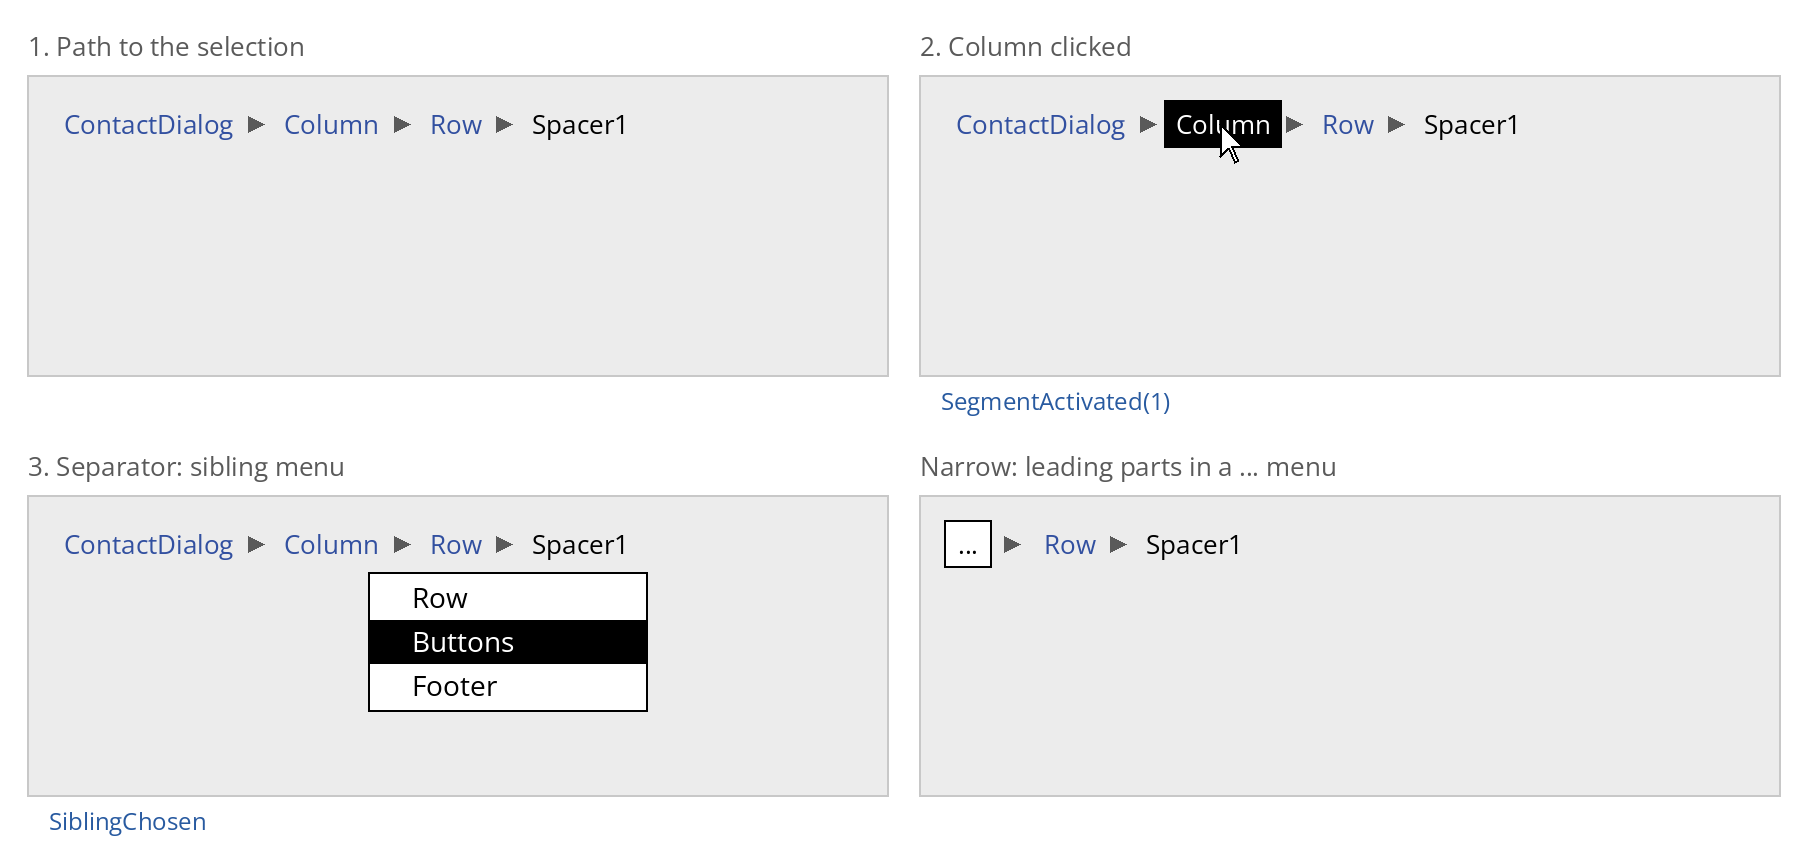 1. Path to the selection
ContactDialog ▶ Column ▶ Row ▶ Spacer1
2. Column clicked
ContactDialog ▶ Column ▶ Row ▶ Spacer1
SegmentActivated(1)
3. Separator: sibling menu
ContactDialog ▶ Column ▶ Row ▶ Spacer1
Row
Buttons
Footer
SiblingChosen
Narrow: leading parts in a ... menu
... ▶ Row ▶ Spacer1